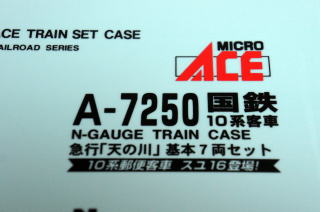 ACE TRAIN SET CASE
RAILROAD SERIES
MICRO
ACE
A-7250 国鉄
10系客車
N-GAUGE TRAIN CASE
急行「天の川」基本7両セット
10系郵便客車 スユ16登場!